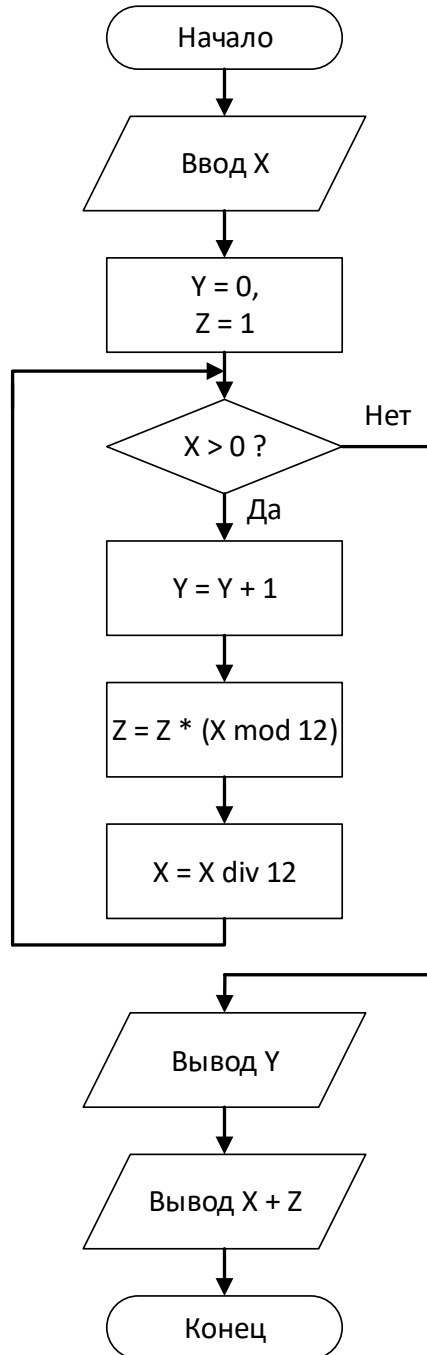 Начало
Ввод X
Y = 0,
Z = 1
X > 0 ?
Нет
Да
Y = Y + 1
Z = Z * (X mod 12)
X = X div 12
Вывод Y
Вывод X + Z
Конец